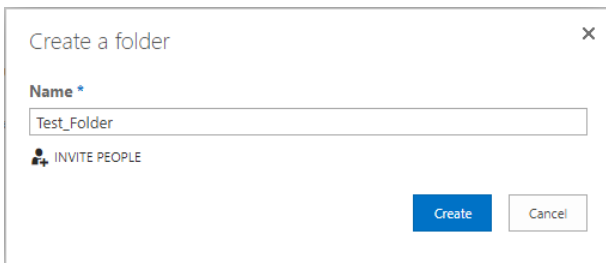 Create a folder
Name *
Test_Folder
INVITE PEOPLE
Create Cancel